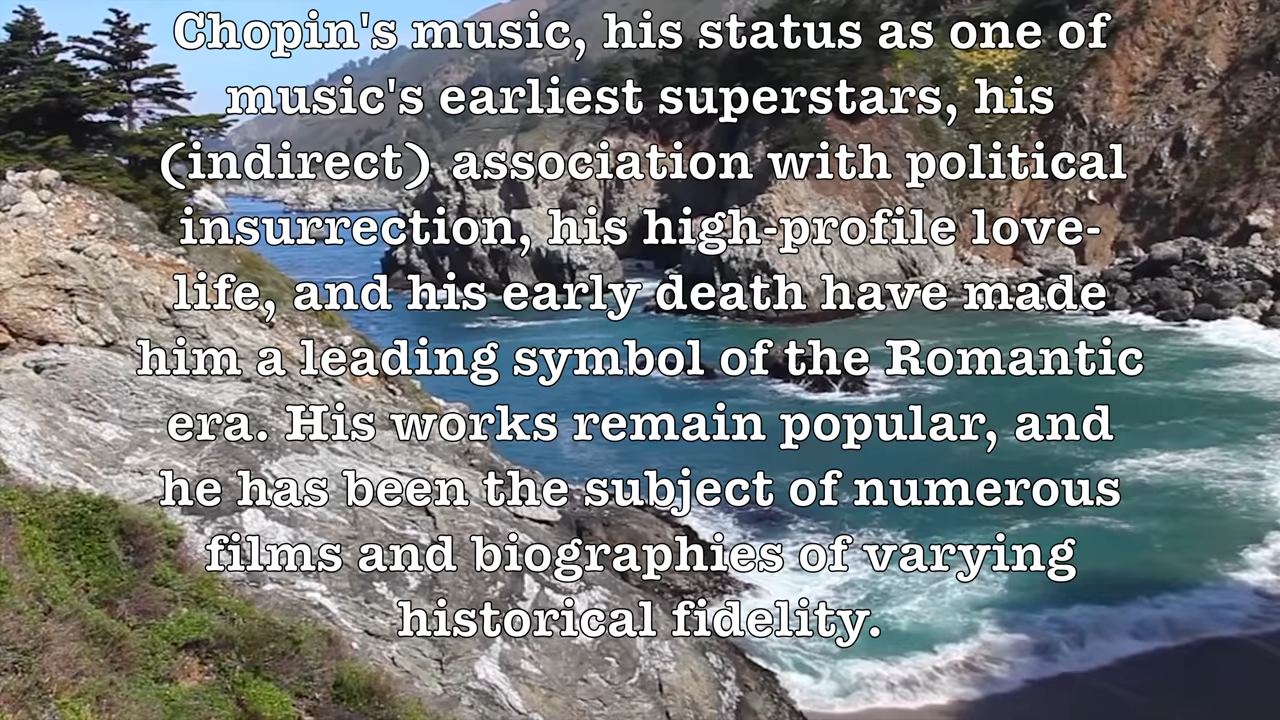 Chopin's music, his status as one of
music's earliest superstars, his
(indirect) association with political
insurrection, his high-profile love-
life, and his early death have made
him a leading symbol of the Romantic
era. His works remain popular, and
he has been the subject of numerous
films and biographies of varying
historical fidelity.